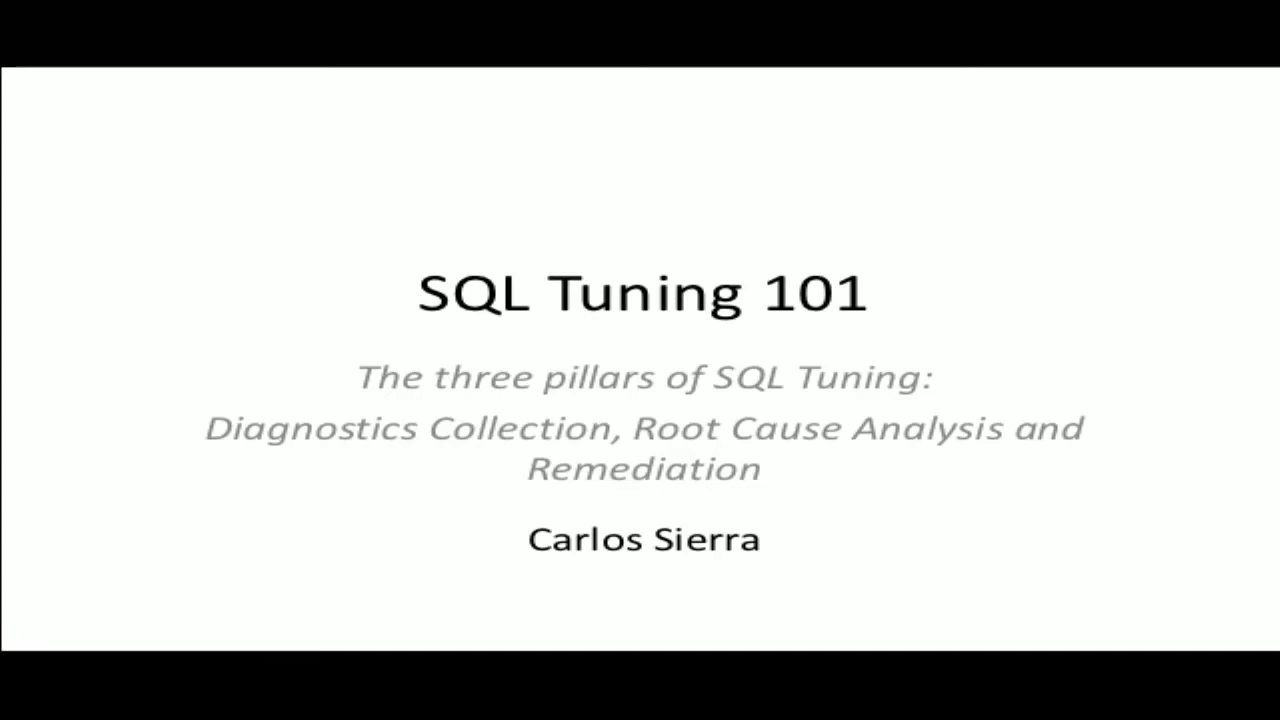 SQL Tuning 101
The three pillars of SQL Tuning:
Diagnostics Collection, Root Cause Analysis and
Remediation
Carlos Sierra